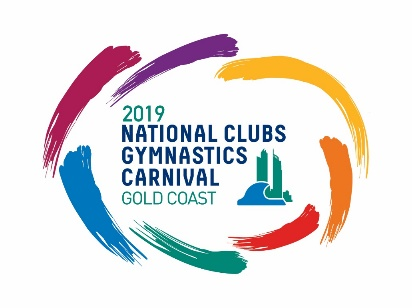 2019
NATIONAL CLUBS
GYMNASTICS
CARNIVAL
GOLD COAST